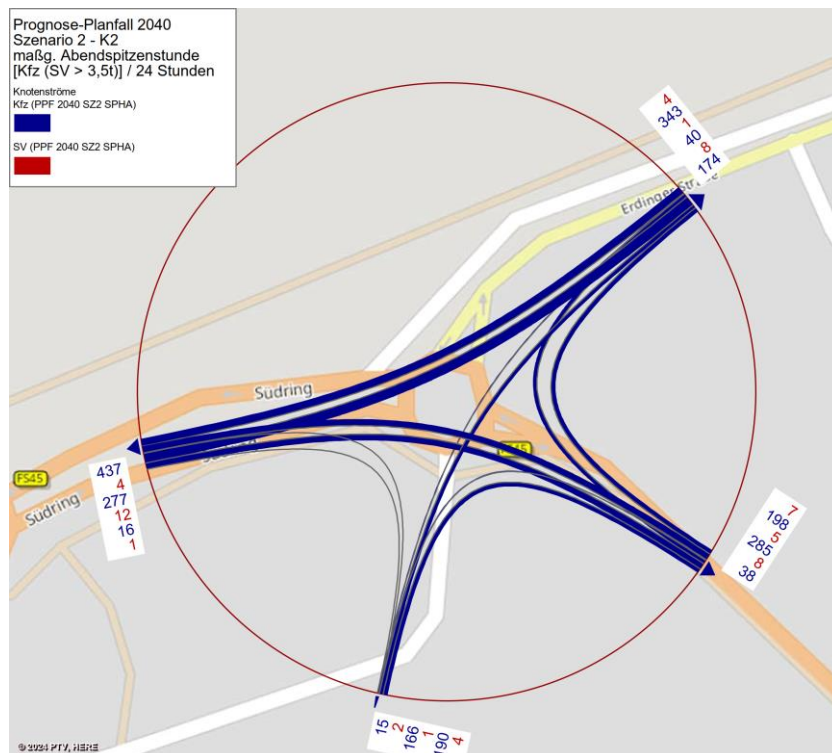 Prognose-Planfall 2040
Szenario 2 - K2
maßg. Abendspitzenstunde
[Kfz (SV > 3,5t)] / 24 Stunden
Knotenströme
Kfz (PPF 2040 SZ2 SPHA)
SV (PPF 2040 SZ2 SPHA)
4
343
1
40
8
174
Erdinger Straße
Südring
FS45
FS45
Südring
437
4
277
12
16
1
7
198
5
285
8
38
15
2
166
1
190
4
© 2024 PTV, HERE